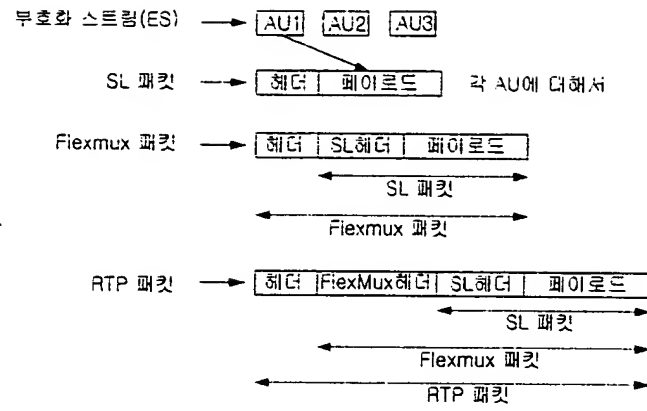 부호화 스트림(ES) AU1 AU2 AU3
SL 패킷 헤더 페이로드 각 AU에 대해서
Flexmux 패킷 헤더 SL헤더 페이로드
SL 패킷
Flexmux 패킷
RTP 패킷 헤더 FlexMux헤더 SL헤더 페이로드
SL 패킷
Flexmux 패킷
RTP 패킷